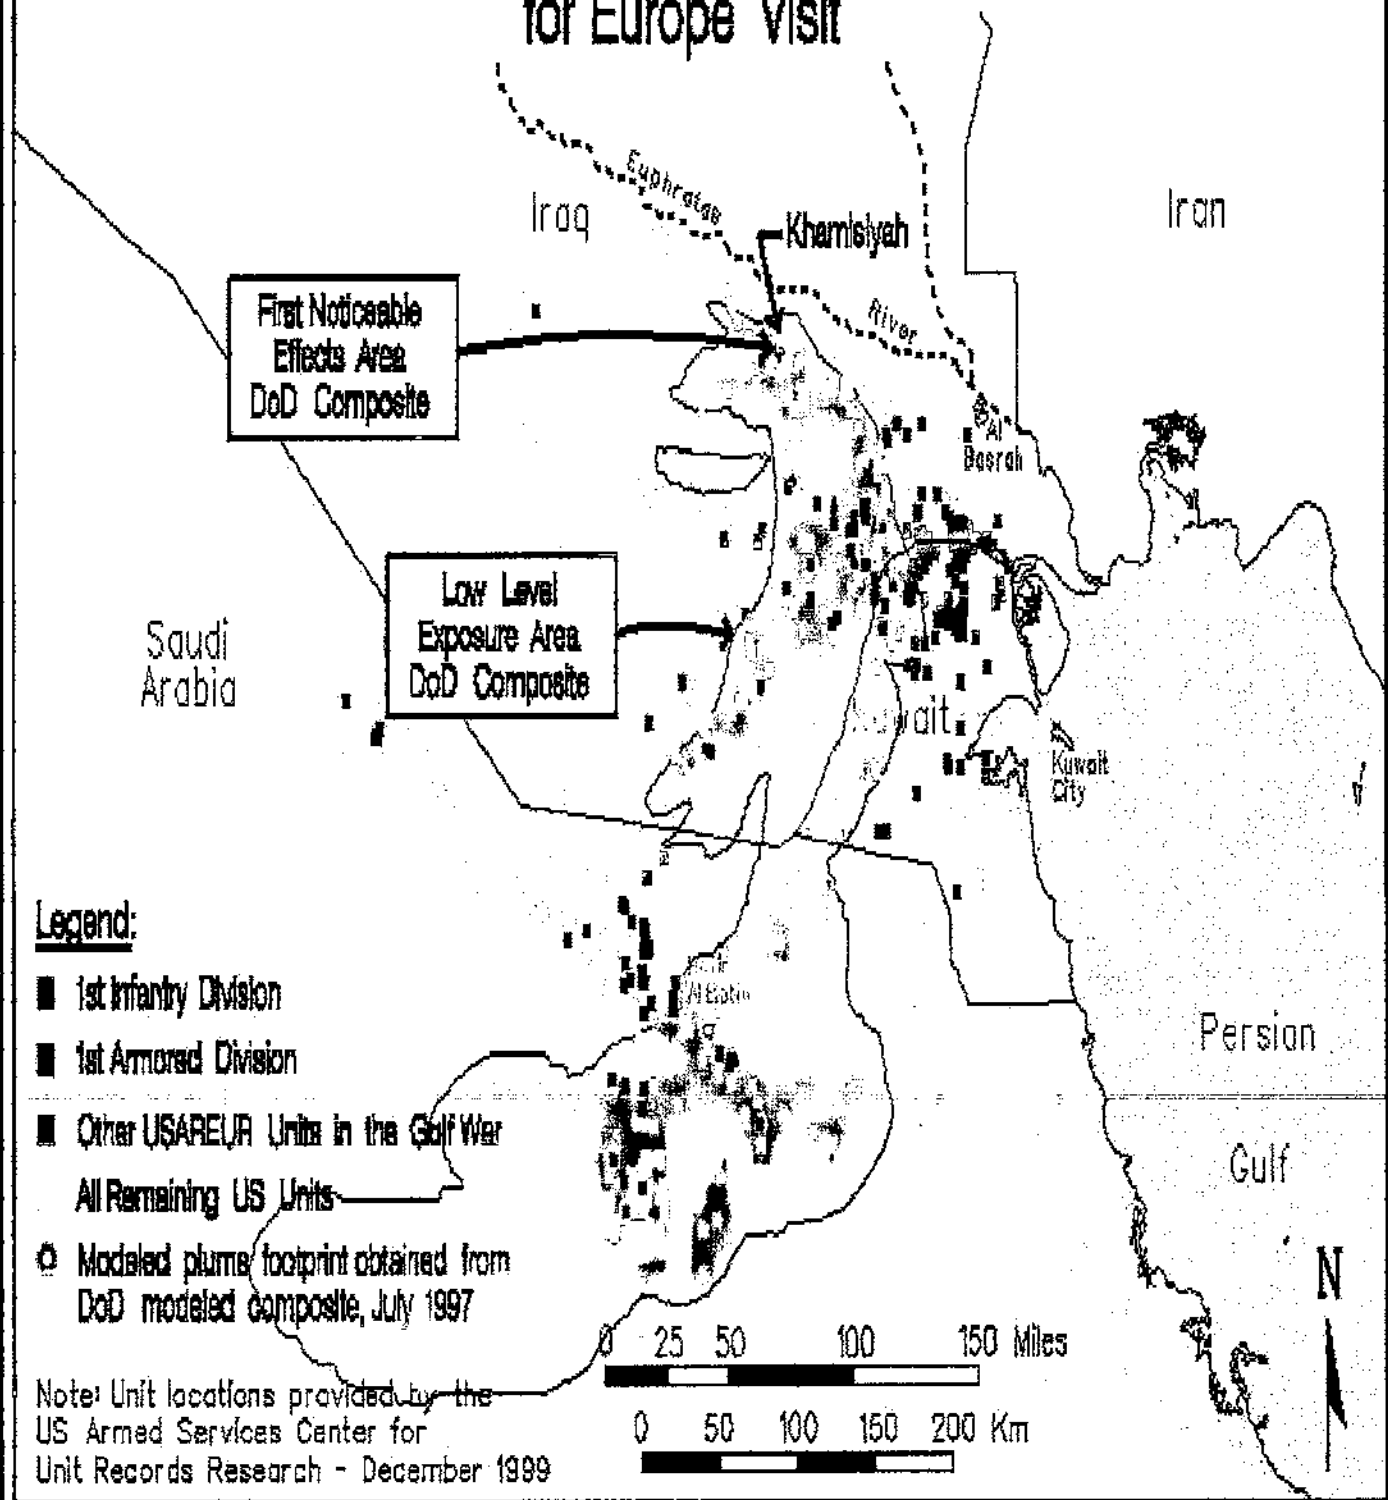 for Europe Visit
Euphrates
Iraq
Iran
Khamisiyah
First Noticeable
Effects Area
DoD Composite
River
Al
Basrah
Low Level
Exposure Area
DoD Composite
Saudi
Arabia
Kuwait
Kuwait
City
Legend:
Al Batin
1st Infantry Division
1st Armored Division
Persian
Other USAREUR Units in the Gulf War
Gulf
All Remaining US Units
Modeled plume footprint obtained from
DoD modeled composite, July 1997
N
0 25 50 100 150 Miles
Note: Unit locations provided by the
US Armed Services Center for
Unit Records Research - December 1999
0 50 100 150 200 Km